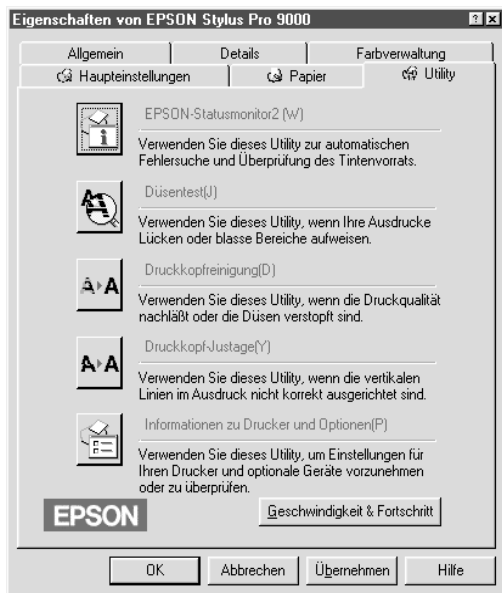 Eigenschaften von EPSON Stylus Pro 9000
Allgemein
Details
Farbverwaltung
Haupteinstellungen
Papier
Utility
EPSON-Statusmonitor2 (W)
Verwenden Sie dieses Utility zur automatischen
Fehlersuche und Überprüfung des Tintenvorrats.
Düsentest(J)
Verwenden Sie dieses Utility, wenn Ihre Ausdrucke
Lücken oder blasse Bereiche aufweisen.
Druckkopfreinigung(D)
Verwenden Sie dieses Utility, wenn die Druckqualität
nachläßt oder die Düsen verstopft sind.
Druckkopf-Justage(Y)
Verwenden Sie dieses Utility, wenn die vertikalen
Linien im Ausdruck nicht korrekt ausgerichtet sind.
Informationen zu Drucker und Optionen(P)
Verwenden Sie dieses Utility, um Einstellungen für
Ihren Drucker und optionale Geräte vorzunehmen
oder zu überprüfen.
EPSON
Geschwindigkeit & Fortschritt
OK
Abbrechen
Übernehmen
Hilfe